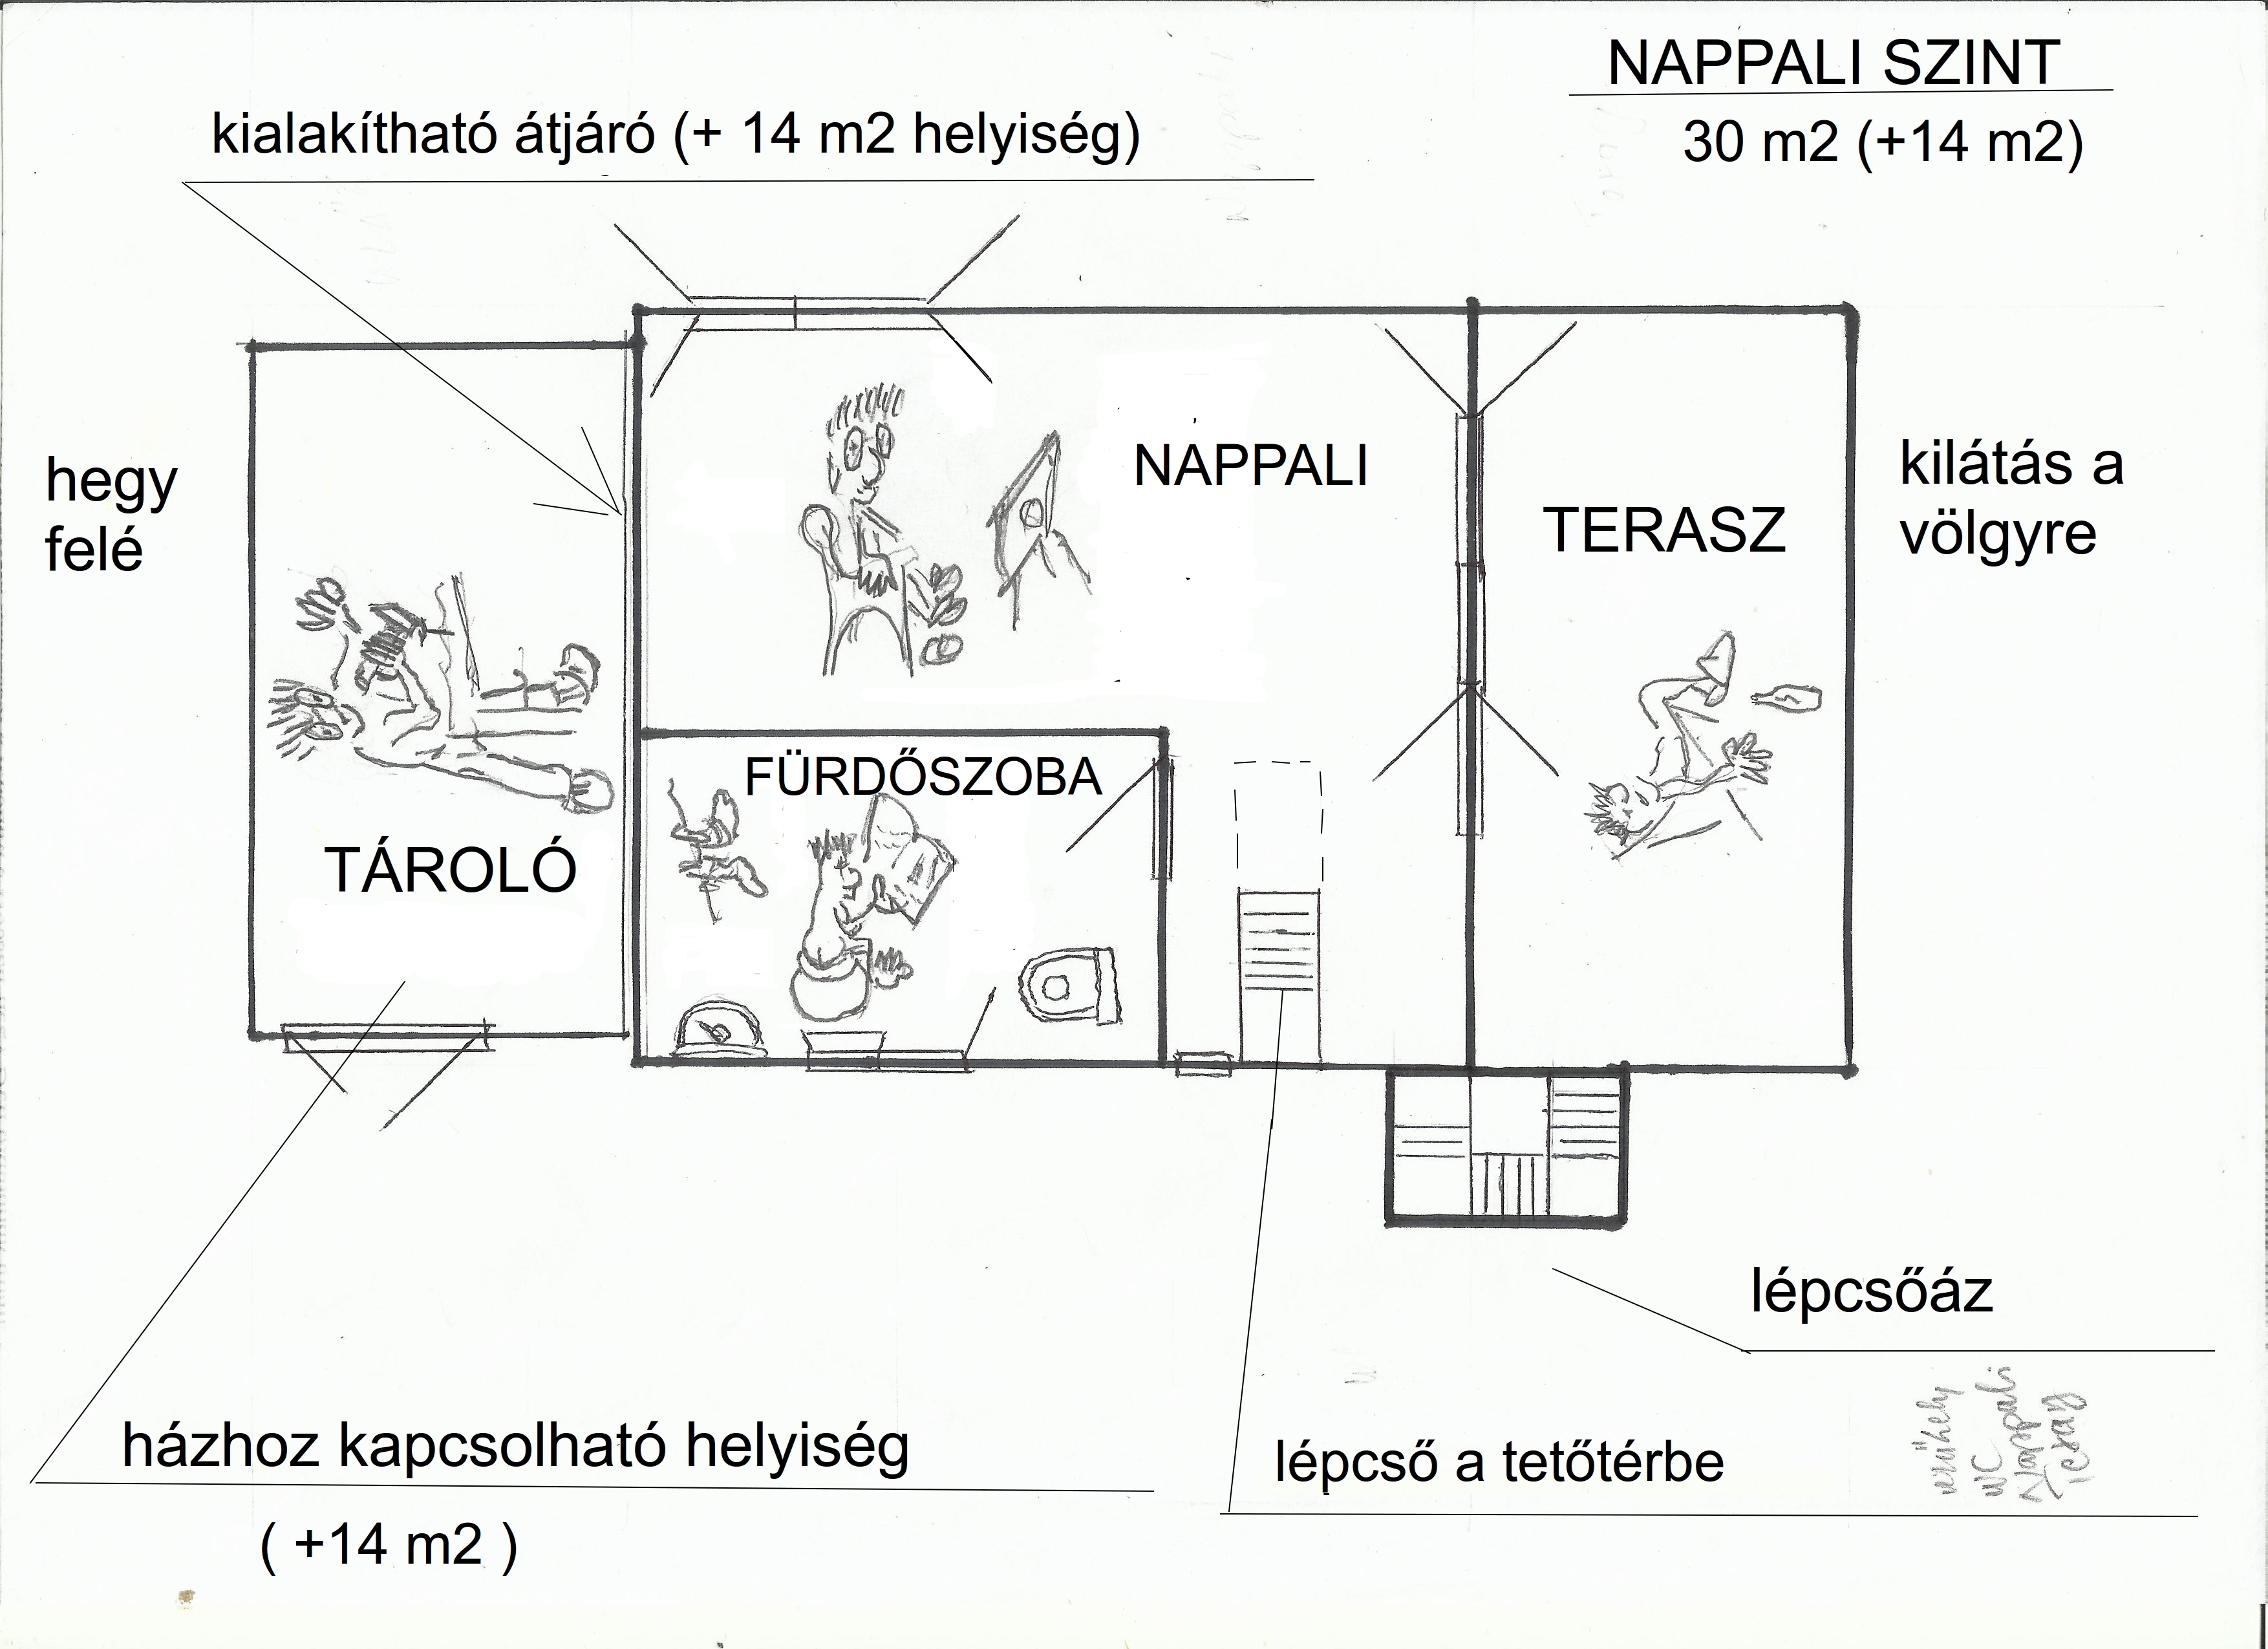 NAPPALI SZINT
30 m2 (+14 m2)
kialakítható átjáró (+ 14 m2 helyiség)
hegy
felé
NAPPALI
TERASZ
kilátás a
völgyre
FÜRDŐSZOBA
TÁROLÓ
lépcsőáz
házhoz kapcsolható helyiség
( +14 m2 )
lépcső a tetőtérbe
WC
Nappali
Terasz